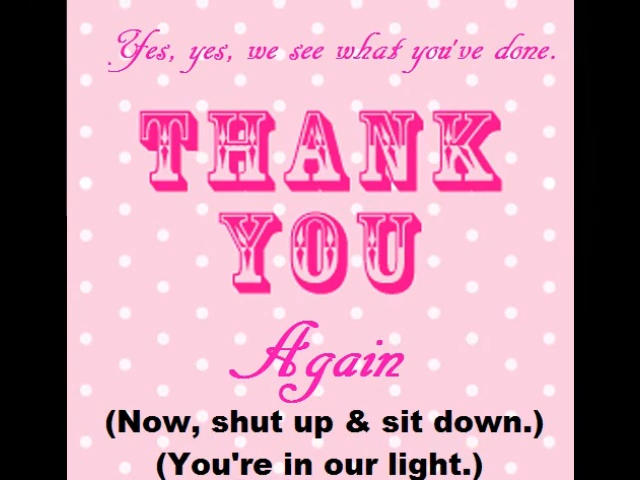 Yes, yes, we see what you've done.
THANK
YOU
Again
(Now, shut up & sit down.)
(You're in our light.)